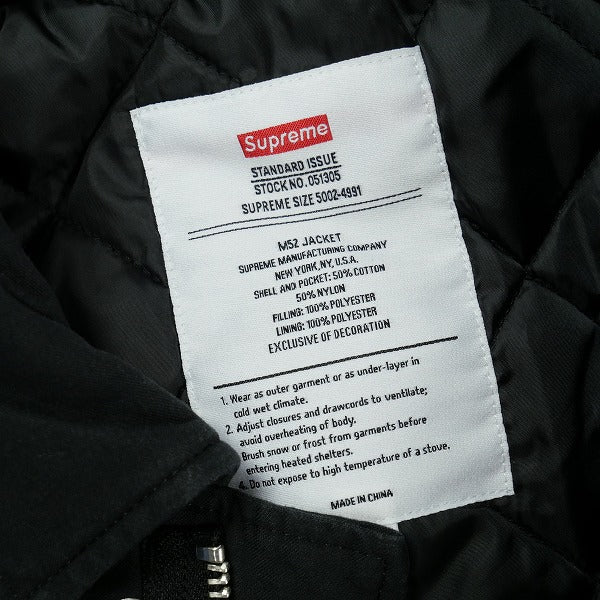 Supreme
STANDARD ISSUE
STOCK NO. 051305
SUPREME SIZE 5002-4991
M52 JACKET
SUPREME MANUFACTURING COMPANY
NEW YORK, NY, U.S.A.
SHELL AND POCKET: 50% COTTON
50% NYLON
FILLING: 100% POLYESTER
LINING: 100% POLYESTER
EXCLUSIVE OF DECORATION
1. Wear as outer garment or as under-layer in
cold wet climate.
2. Adjust closures and drawcords to ventilate;
avoid overheating of body.
Brush snow or frost from garments before
entering heated shelters.
4. Do not expose to high temperature of a stove.
MADE IN CHINA